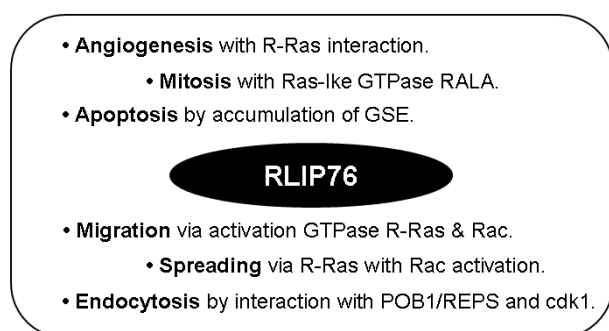 • Angiogenesis with R-Ras interaction.
• Mitosis with Ras-lke GTPase RALA.
• Apoptosis by accumulation of GSE.
RLIP76
• Migration via activation GTPase R-Ras & Rac.
• Spreading via R-Ras with Rac activation.
• Endocytosis by interaction with POB1/REPS and cdk1.